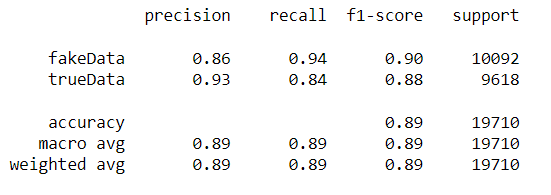 precision recall f1-score support
fakeData 0.86 0.94 0.90 10092
trueData 0.93 0.84 0.88 9618
accuracy 0.89 19710
macro avg 0.89 0.89 0.89 19710
weighted avg 0.89 0.89 0.89 19710